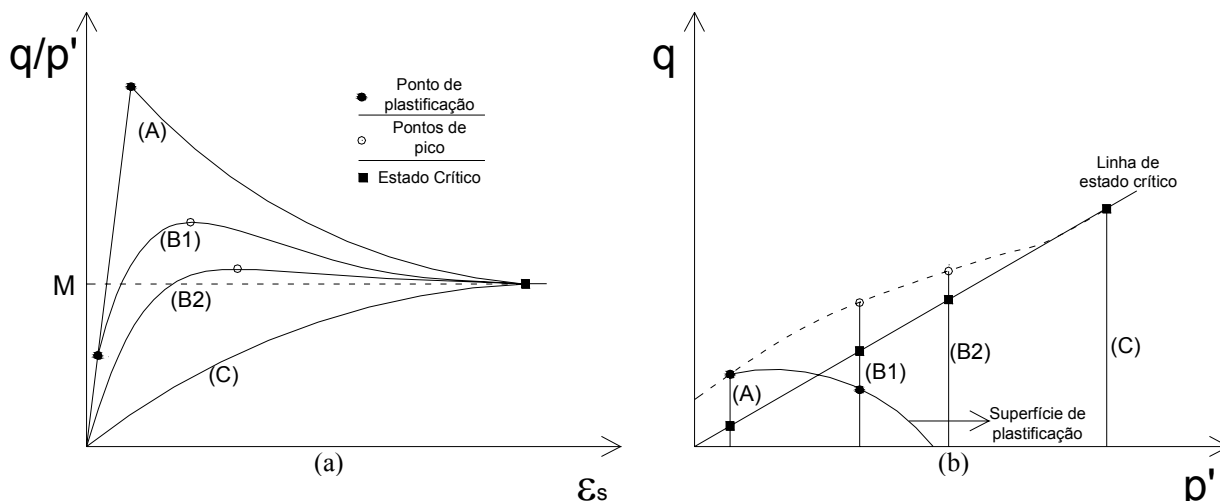 q/p'
(A)
Ponto de
plastificação
Pontos de
pico
Estado Crítico
(B1)
M
(B2)
(C)
(a)
εs
q
Linha de
estado crítico
(A)
(B1)
(B2)
(C)
Superfície de
plastificação
(b)
p'